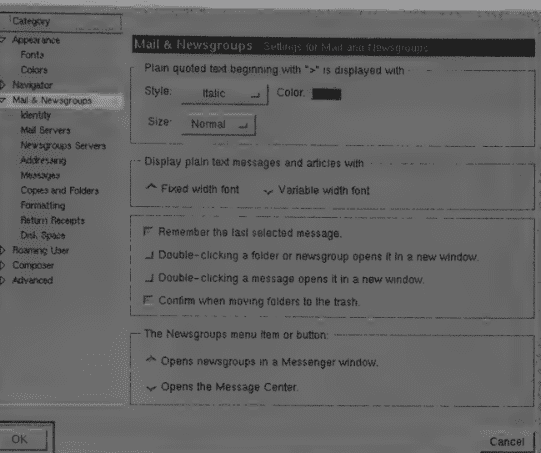 Category
Appearance
Fonts
Colors
Navigator
Mail & Newsgroups
Identity
Mail Servers
Newsgroups Servers
Addressing
Messages
Copies and Folders
Formatting
Return Receipts
Disk Space
Roaming User
Composer
Advanced
Mail & Newsgroups Settings for Mail and Newsgroups
Plain quoted text beginning with ">" is displayed with
Style: Italic Color:
Size: Normal
Display plain text messages and articles with
Fixed width font Variable width font
Remember the last selected message.
Double-clicking a folder or newsgroup opens it in a new window.
Double-clicking a message opens it in a new window.
Confirm when moving folders to the trash.
The Newsgroups menu item or button:
Opens newsgroups in a Messenger window.
Opens the Message Center.
OK
Cancel